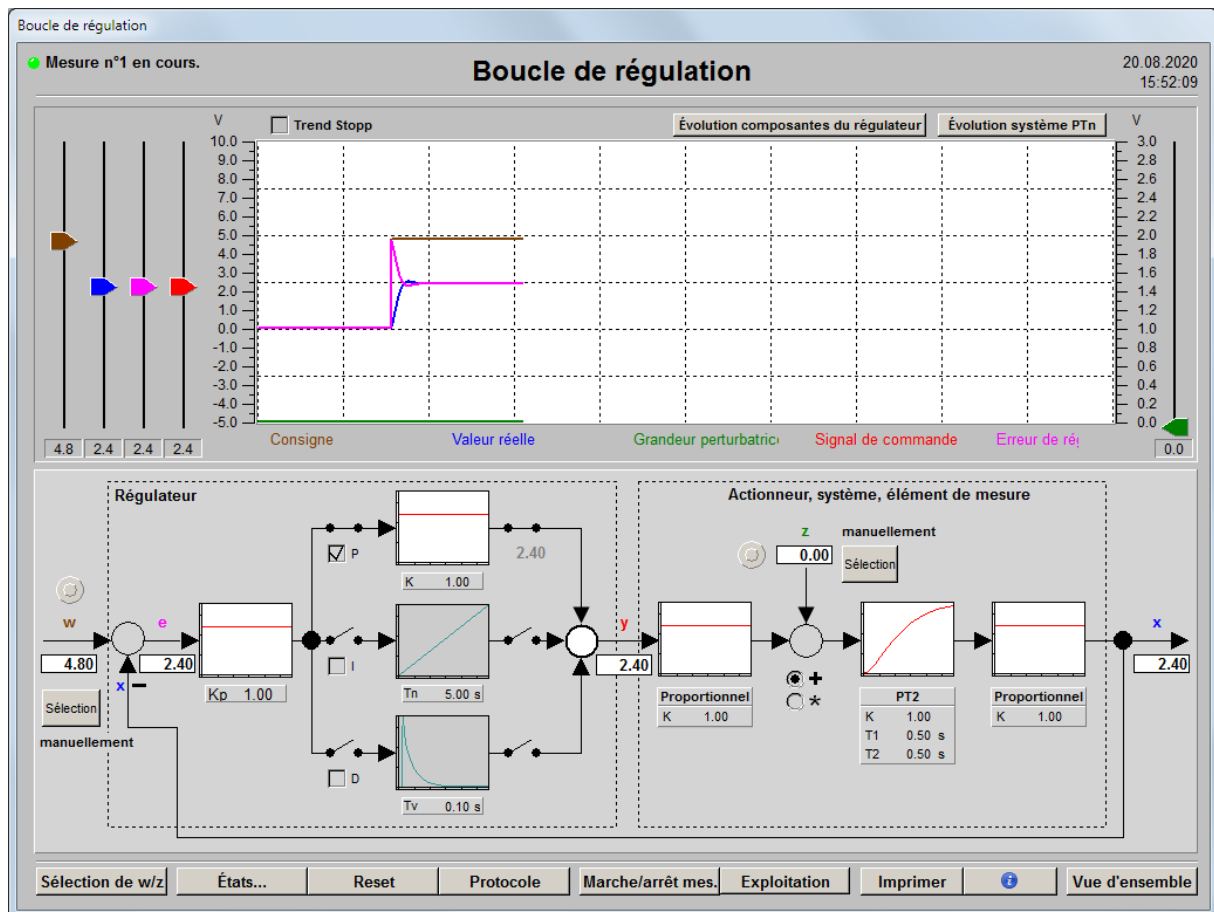 Boucle de régulation
Mesure n°1 en cours.
Boucle de régulation
20.08.2020
15:52:09
V
Trend Stopp
Évolution composantes du régulateur
Évolution système PTn
V
10.0
9.0
8.0
7.0
6.0
5.0
4.0
3.0
2.0
1.0
0.0
-1.0
-2.0
-3.0
-4.0
-5.0
3.0
2.8
2.6
2.4
2.2
2.0
1.8
1.6
1.4
1.2
1.0
0.8
0.6
0.4
0.2
0.0
4.8 2.4 2.4 2.4
Consigne
Valeur réelle
Grandeur perturbatric
Signal de commande
Erreur de rég
0.0
Régulateur
Actionneur, système, élément de mesure
P
2.40
K 1.00
z
0.00
manuellement
Sélection
w
4.80
Sélection
manuellement
e
2.40
x
Kp 1.00
I
Tn 5.00 s
D
Tv 0.10 s
y
2.40
Proportionnel
K 1.00
+
*
PT2
K 1.00
T1 0.50 s
T2 0.50 s
Proportionnel
K 1.00
x
2.40
Sélection de w/z
États...
Reset
Protocole
Marche/arrêt mes.
Exploitation
Imprimer
i
Vue d'ensemble